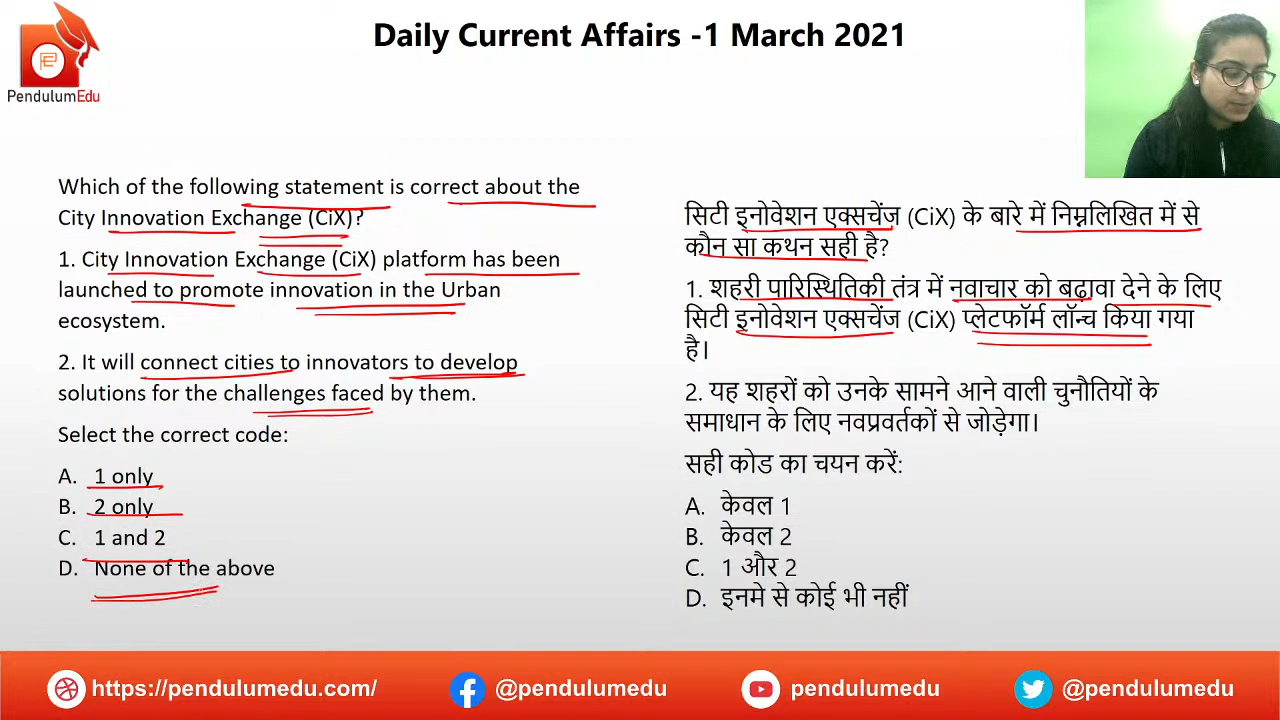 Daily Current Affairs -1 March 2021
PendulumEdu
Which of the following statement is correct about the
City Innovation Exchange (CiX)?
1. City Innovation Exchange (CiX) platform has been
launched to promote innovation in the Urban
ecosystem.
2. It will connect cities to innovators to develop
solutions for the challenges faced by them.
Select the correct code:
A. 1 only
B. 2 only
C. 1 and 2
D. None of the above
सिटी इनोवेशन एक्सचेंज (CiX) के बारे में निम्नलिखित में से
कौन सा कथन सही है?
1. शहरी पारिस्थितिकी तंत्र में नवाचार को बढ़ावा देने के लिए
सिटी इनोवेशन एक्सचेंज (CiX) प्लेटफॉर्म लॉन्च किया गया
है।
2. यह शहरों को उनके सामने आने वाली चुनौतियों के
समाधान के लिए नवप्रवर्तकों से जोड़ेगा।
सही कोड का चयन करें:
A. केवल 1
B. केवल 2
C. 1 और 2
D. इनमे से कोई भी नहीं
https://pendulumedu.com/
@pendulumedu
pendulumedu
@pendulumedu